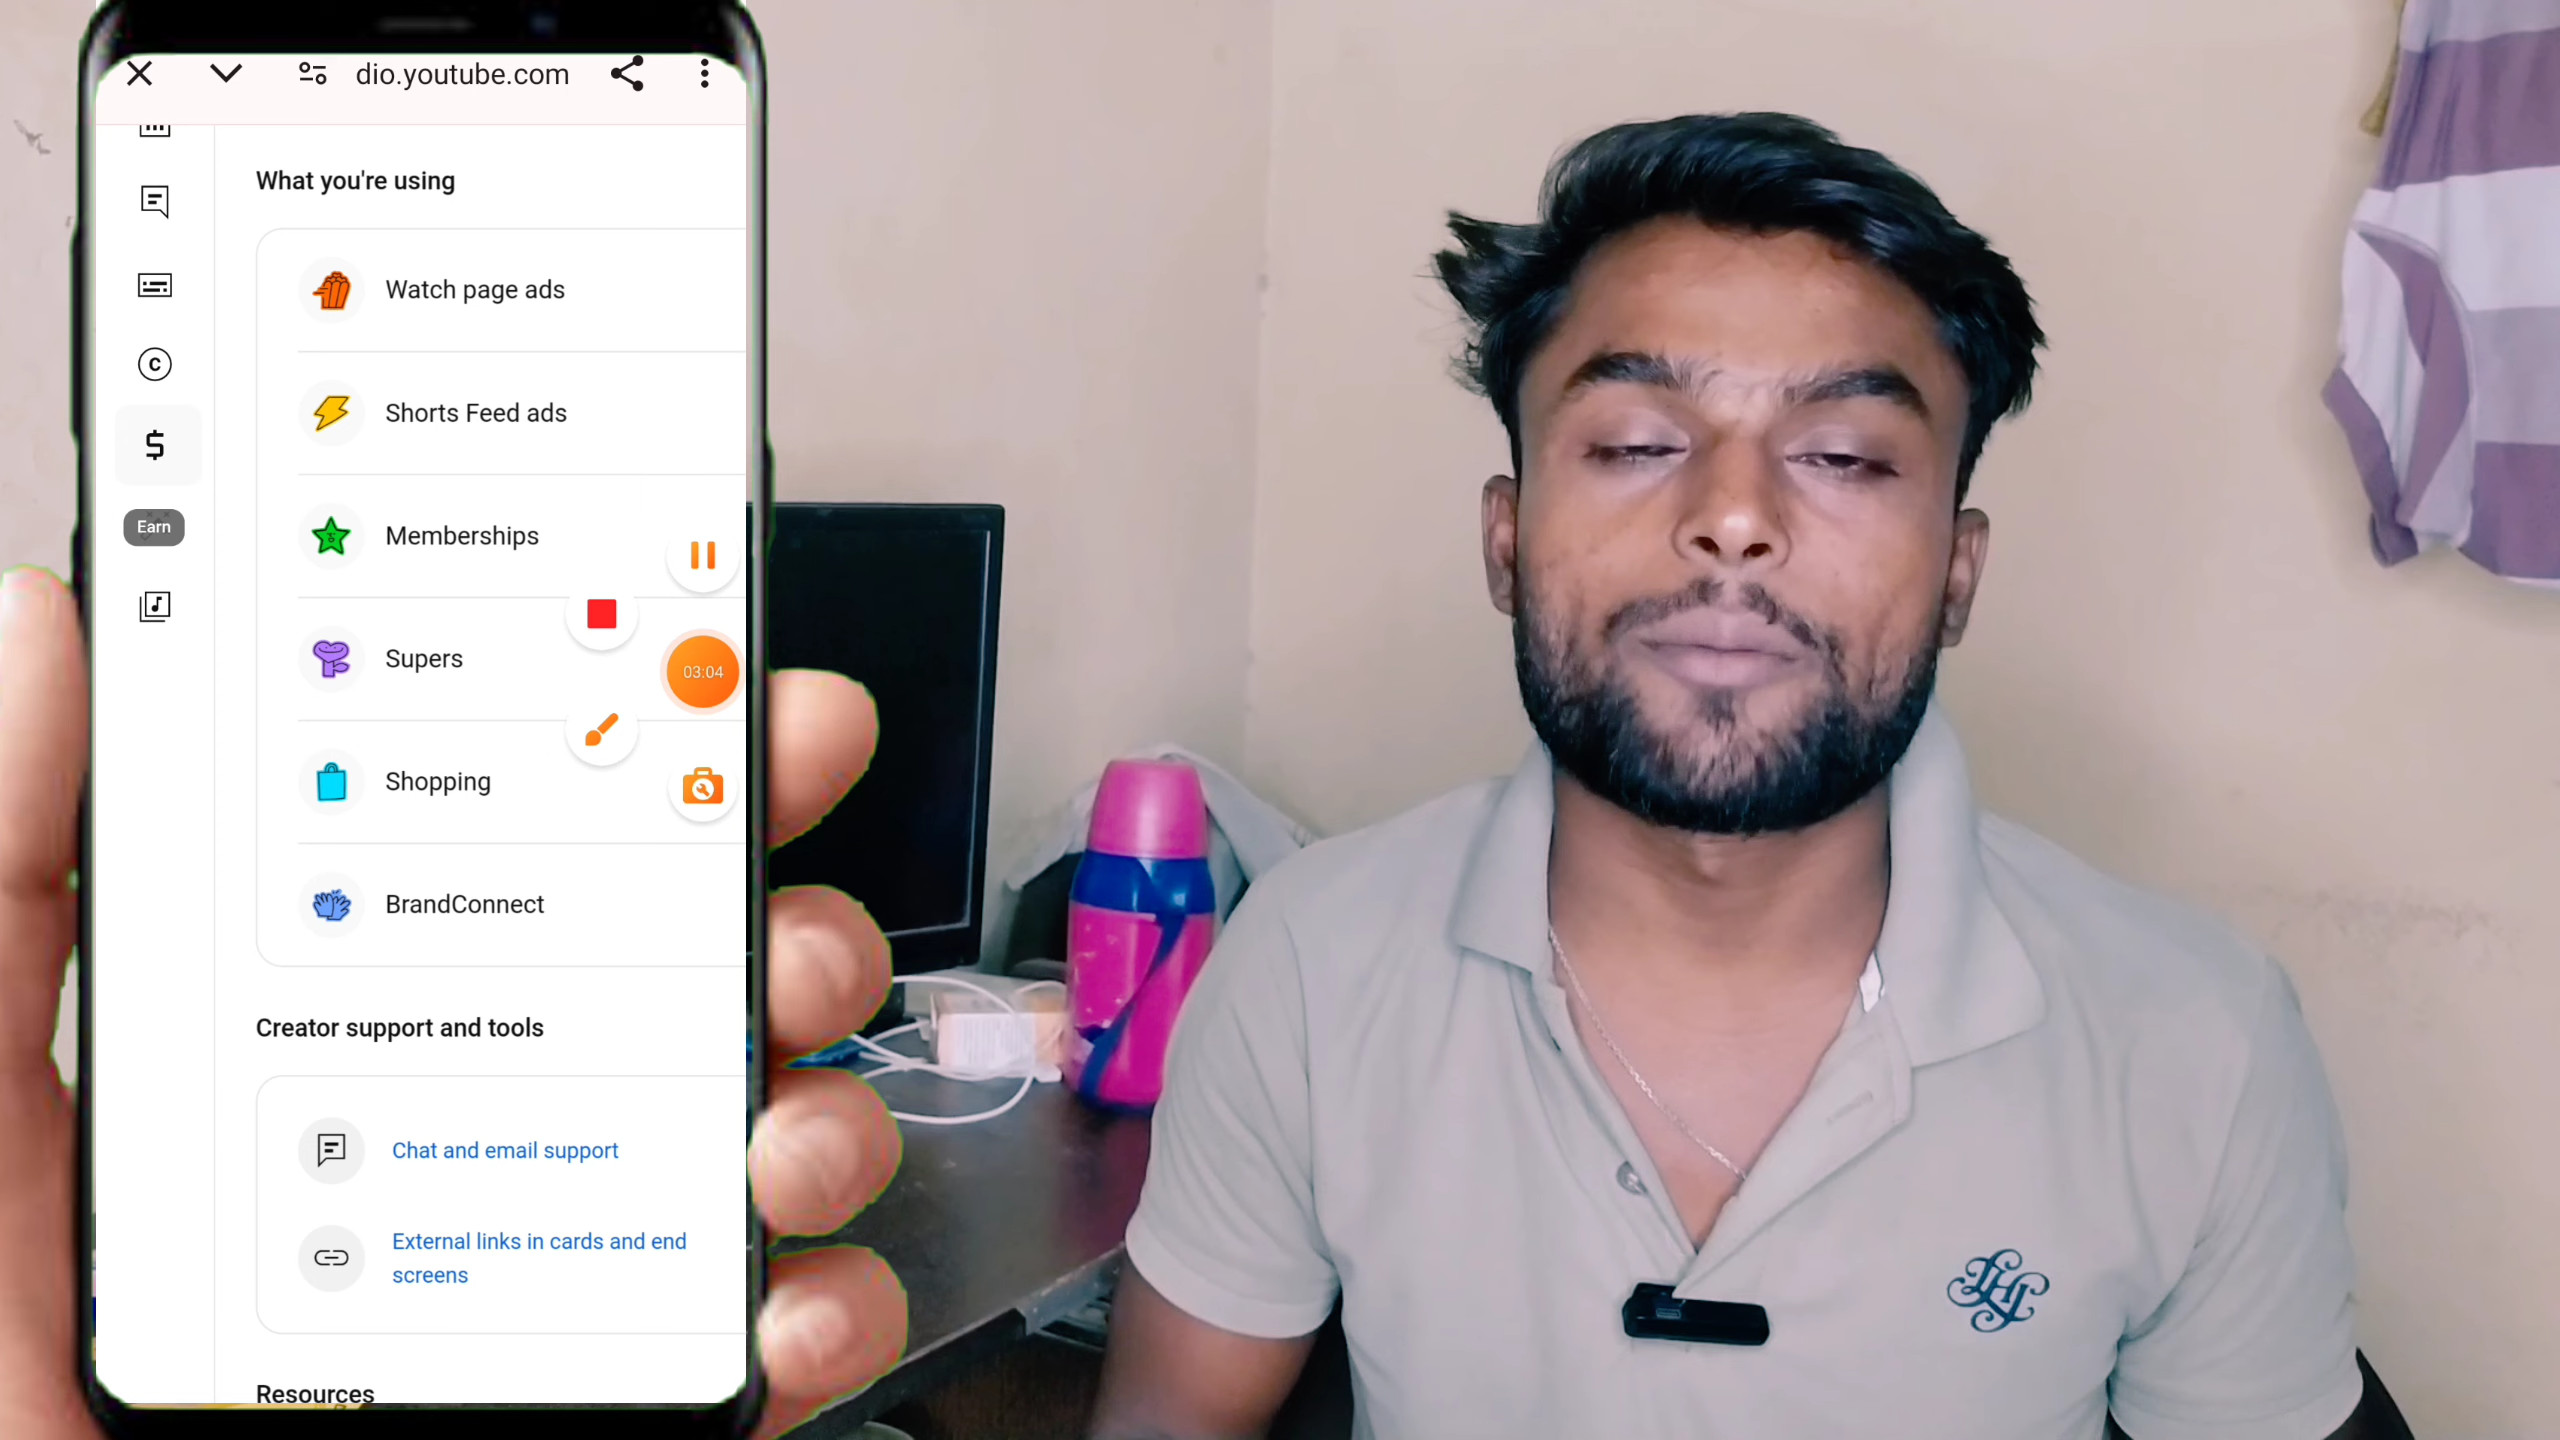 dio.youtube.com
What you're using
Watch page ads
Shorts Feed ads
Memberships
Earn
Supers
03:04
Shopping
BrandConnect
Creator support and tools
Chat and email support
External links in cards and end
screens
Resources